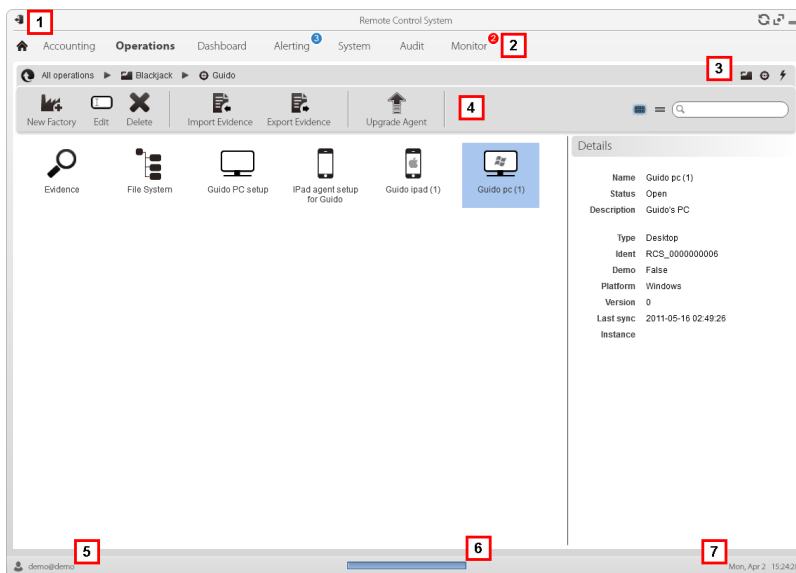 1
Remote Control System
Accounting Operations Dashboard Alerting 3 System Audit Monitor 2 2
All operations Blackjack Guido 3
New Factory Edit Delete Import Evidence Export Evidence Upgrade Agent 4
Evidence
File System
Guido PC setup
IPad agent setup
for Guido
Guido ipad (1)
Guido pc (1)
Details
Name Guido pc (1)
Status Open
Description Guido's PC
Type Desktop
Ident RCS_0000000006
Demo False
Platform Windows
Version 0
Last sync 2011-05-16 02:49:26
Instance
5 6 7
demo@demo Mon, Apr 2 15:24:2